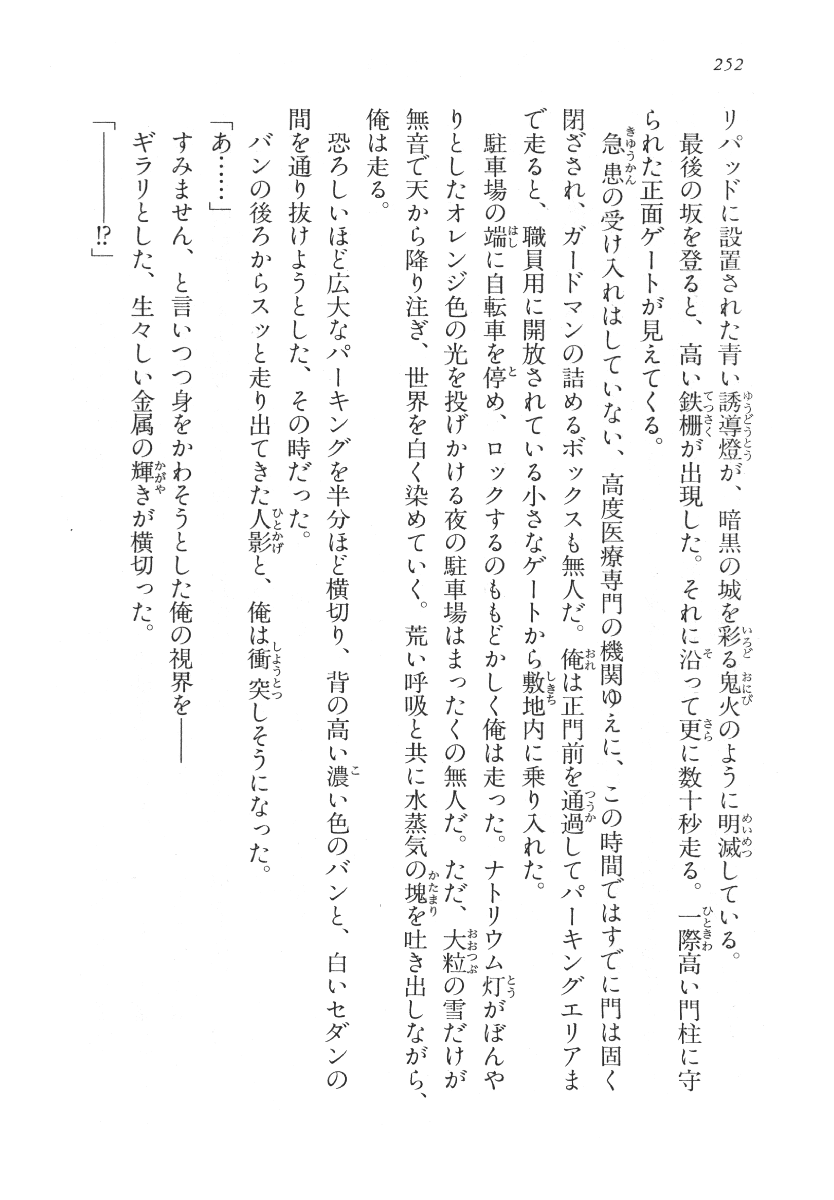 252
リパッドに設置された青い誘導燈が、暗黒の城を彩る鬼火のように明滅している。
最後の坂を登ると、高い鉄柵が出現した。それに沿って更に数十秒走る。一際高い門柱に守
られた正面ゲートが見えてくる。
急患の受け入れはしていない、高度医療専門の機関ゆえに、この時間ではすでに門は固く
閉ざされ、ガードマンの詰めるボックスも無人だ。俺は正門前を通過してパーキングエリアま
で走ると、職員用に開放されている小さなゲートから敷地内に乗り入れた。
駐車場の端に自転車を停め、ロックするのももどかしく俺は走った。ナトリウム灯がぼんや
りとしたオレンジ色の光を投げかける夜の駐車場はまったくの無人だ。ただ、大粒の雪だけが
無音で天から降り注ぎ、世界を白く染めていく。荒い呼吸と共に水蒸気の塊を吐き出しながら、
俺は走る。
恐ろしいほど広大なパーキングを半分ほど横切り、背の高い濃い色のバンと、白いセダンの
間を通り抜けようとした、その時だった。
バンの後ろからスッと走り出てきた人影と、俺は衝突しそうになった。
「あ……」
すみません、と言いつつ身をかわそうとした俺の視界を――
ギラリとした、生々しい金属の輝きが横切った。
「――――!?」